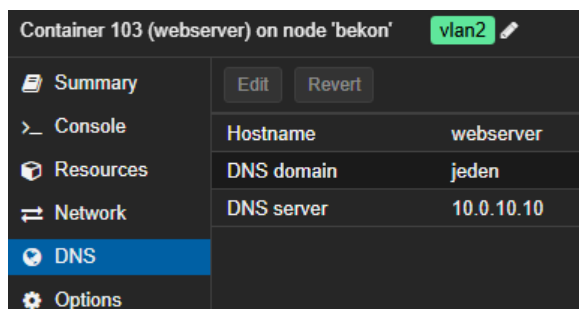 Container 103 (webserver) on node 'bekon' vlan2
Summary
Console
Resources
Network
DNS
Options
Edit Revert
Hostname webserver
DNS domain jeden
DNS server 10.0.10.10